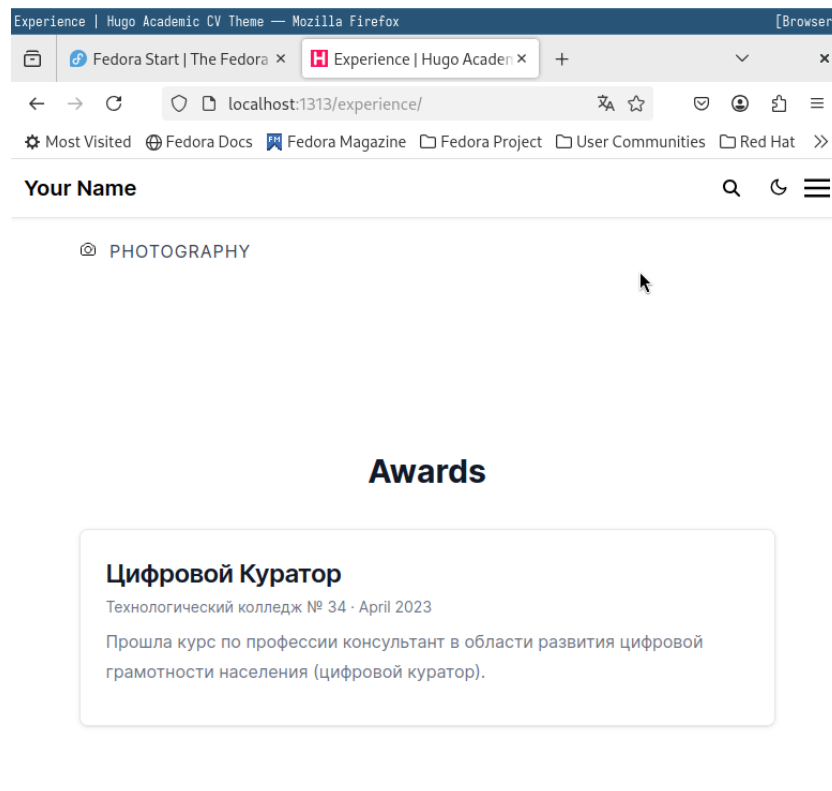 Experience | Hugo Academic CV Theme — Mozilla Firefox [Browser
Fedora Start | The Fedora Experience | Hugo Academ
localhost:1313/experience/
Most Visited Fedora Docs Fedora Magazine Fedora Project User Communities Red Hat
Your Name
PHOTOGRAPHY
Awards
Цифровой Куратор
Технологический колледж № 34 · April 2023
Прошла курс по профессии консультант в области развития цифровой
грамотности населения (цифровой куратор).